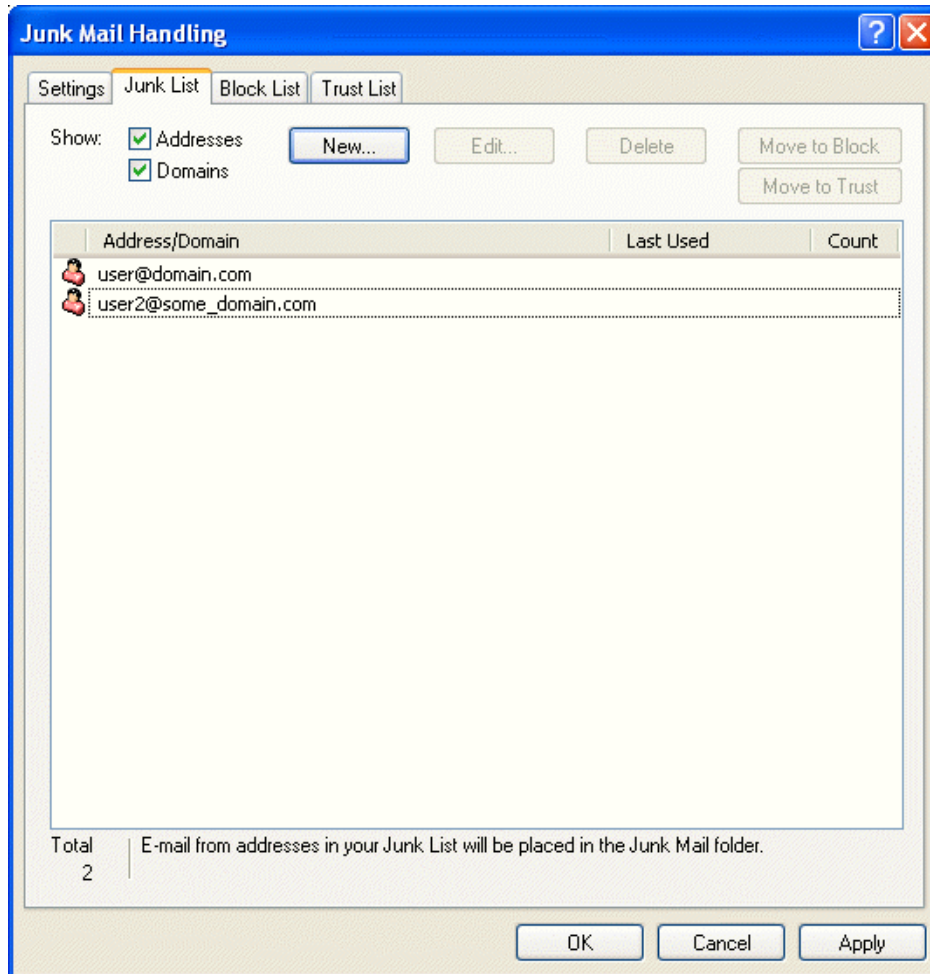 Junk Mail Handling
Settings Junk List Block List Trust List
Show: Addresses New... Edit... Delete Move to Block
Domains Move to Trust
Address/Domain Last Used Count
user@domain.com
user2@some_domain.com
Total E-mail from addresses in your Junk List will be placed in the Junk Mail folder.
2
OK Cancel Apply